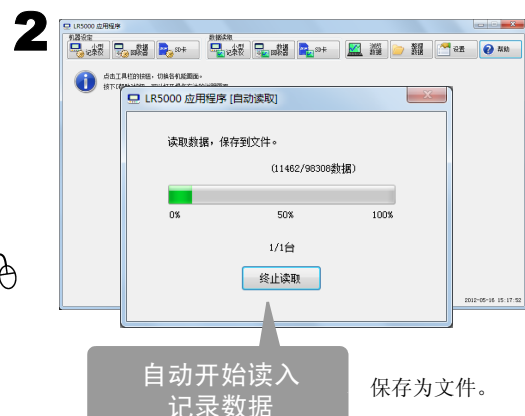 2
LR5000 应用程序
机器设定
数据读取
小型记录仪
数据回收器
SD卡
小型记录仪
数据回收器
SD卡
浏览数据
整理数据
设置
帮助
点击工具栏的按钮，切换各机能画面。
LR5000 应用程序 [自动读取]
读取数据，保存到文件。
(11462/98308数据)
0% 50% 100%
1/1台
终止读取
2012-05-16 15:17:52
自动开始读入
记录数据
保存为文件。